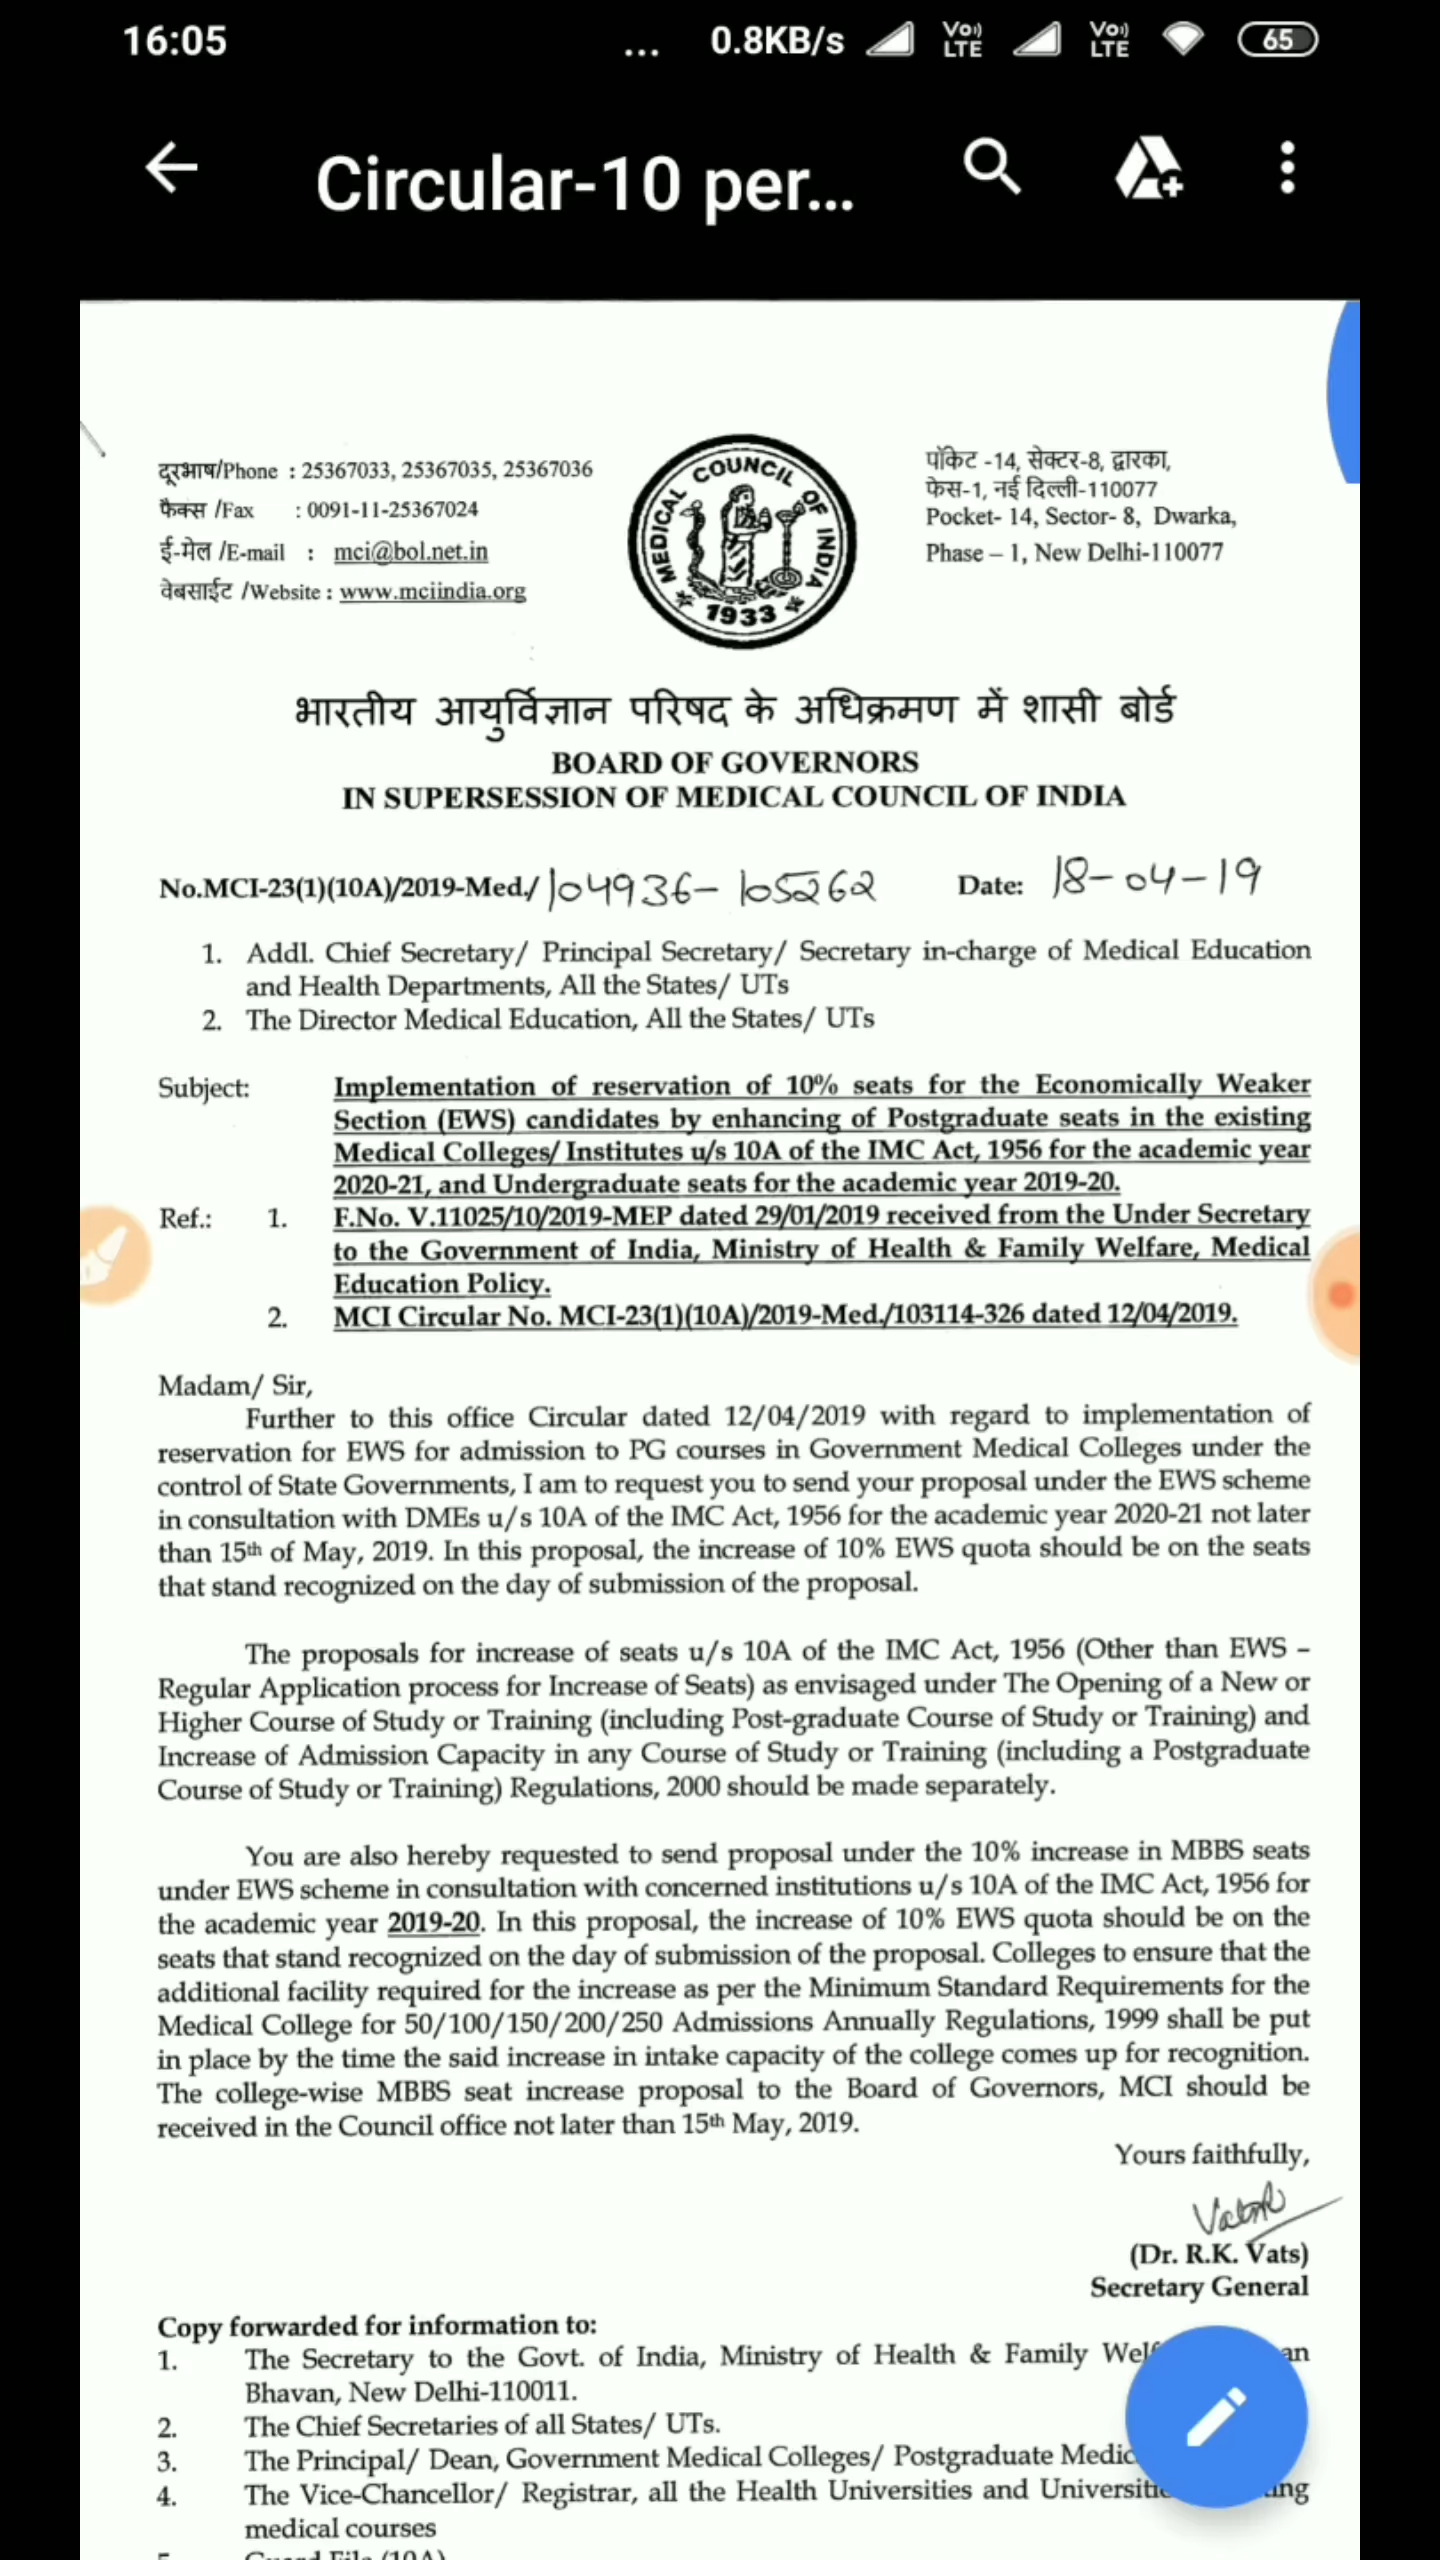 16:05
... 0.8KB/s Vo)) LTE Vo)) LTE 65
Circular-10 per...
दूरभाष/Phone : 25367033, 25367035, 25367036
फैक्स /Fax : 0091-11-25367024
ई-मेल /E-mail : mci@bol.net.in
वेबसाईट /Website : www.mciindia.org
MEDICAL COUNCIL OF INDIA
1933
पॉकेट -14, सेक्टर-8, द्वारका,
फेस-1, नई दिल्ली-110077
Pocket- 14, Sector- 8, Dwarka,
Phase – 1, New Delhi-110077
भारतीय आयुर्विज्ञान परिषद के अधिक्रमण में शासी बोर्ड
BOARD OF GOVERNORS
IN SUPERSESSION OF MEDICAL COUNCIL OF INDIA
No.MCI-23(1)(10A)/2019-Med./104936-105262 Date: 18-04-19
1. Addl. Chief Secretary/ Principal Secretary/ Secretary in-charge of Medical Education
and Health Departments, All the States/ UTs
2. The Director Medical Education, All the States/ UTs
Subject: Implementation of reservation of 10% seats for the Economically Weaker
Section (EWS) candidates by enhancing of Postgraduate seats in the existing
Medical Colleges/ Institutes u/s 10A of the IMC Act, 1956 for the academic year
2020-21, and Undergraduate seats for the academic year 2019-20.
Ref.: 1. F.No. V.11025/10/2019-MEP dated 29/01/2019 received from the Under Secretary
to the Government of India, Ministry of Health & Family Welfare, Medical
Education Policy.
2. MCI Circular No. MCI-23(1)(10A)/2019-Med./103114-326 dated 12/04/2019.
Madam/ Sir,
Further to this office Circular dated 12/04/2019 with regard to implementation of
reservation for EWS for admission to PG courses in Government Medical Colleges under the
control of State Governments, I am to request you to send your proposal under the EWS scheme
in consultation with DMEs u/s 10A of the IMC Act, 1956 for the academic year 2020-21 not later
than 15th of May, 2019. In this proposal, the increase of 10% EWS quota should be on the seats
that stand recognized on the day of submission of the proposal.
The proposals for increase of seats u/s 10A of the IMC Act, 1956 (Other than EWS –
Regular Application process for Increase of Seats) as envisaged under The Opening of a New or
Higher Course of Study or Training (including Post-graduate Course of Study or Training) and
Increase of Admission Capacity in any Course of Study or Training (including a Postgraduate
Course of Study or Training) Regulations, 2000 should be made separately.
You are also hereby requested to send proposal under the 10% increase in MBBS seats
under EWS scheme in consultation with concerned institutions u/s 10A of the IMC Act, 1956 for
the academic year 2019-20. In this proposal, the increase of 10% EWS quota should be on the
seats that stand recognized on the day of submission of the proposal. Colleges to ensure that the
additional facility required for the increase as per the Minimum Standard Requirements for the
Medical College for 50/100/150/200/250 Admissions Annually Regulations, 1999 shall be put
in place by the time the said increase in intake capacity of the college comes up for recognition.
The college-wise MBBS seat increase proposal to the Board of Governors, MCI should be
received in the Council office not later than 15th May, 2019.
Yours faithfully,
(Dr. R.K. Vats)
Secretary General
Copy forwarded for information to:
1. The Secretary to the Govt. of India, Ministry of Health & Family
Bhavan, New Delhi-110011.
2. The Chief Secretaries of all States/ UTs.
3. The Principal/ Dean, Government Medical Colleges/ Postgraduate
4. The Vice-Chancellor/ Registrar, all the Health Universities and
medical courses